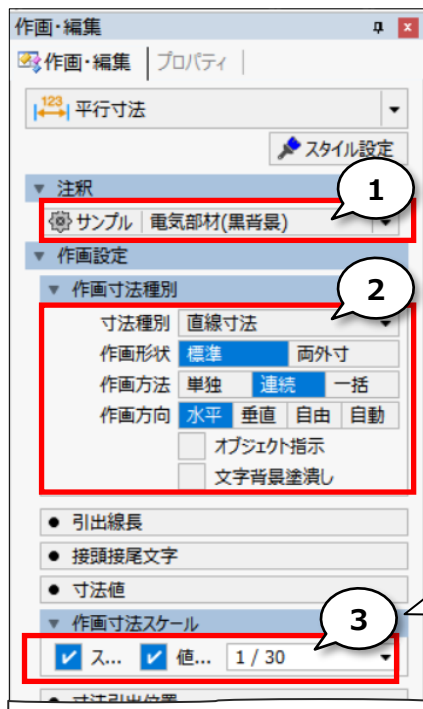 作画・編集
作画・編集 プロパティ
123 平行寸法
スタイル設定
注釈
1
サンプル 電気部材(黒背景)
作画設定
2
作画寸法種別
寸法種別 直線寸法
作画形状 標準 両外寸
作画方法 単独 連続 一括
作画方向 水平 垂直 自由 自動
オブジェクト指示
文字背景塗潰し
引出線長
接頭接尾文字
寸法値
3
作画寸法スケール
ス... 値... 1 / 30
寸法引出位置